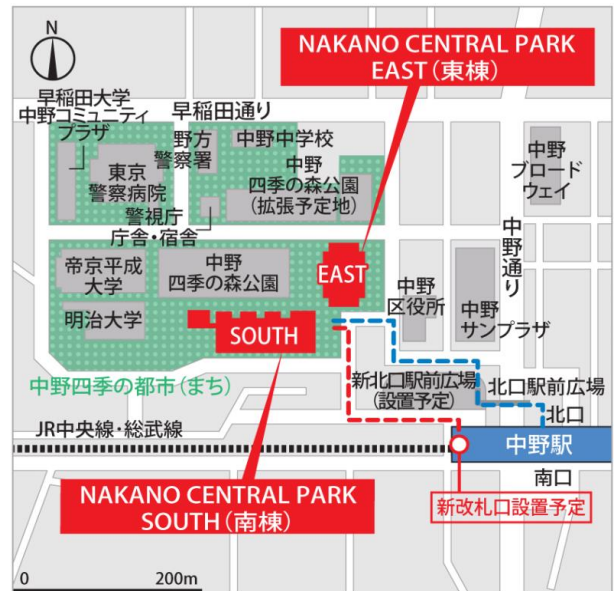 N
NAKANO CENTRAL PARK
EAST(東棟)
早稲田大学
中野コミュニティ
プラザ
早稲田通り
野方
警察署
中野中学校
東京
警察病院
中野
四季の森公園
(拡張予定地)
警視庁
庁舎・宿舎
中野
ブロード
ウェイ
中野通り
帝京平成
大学
中野
四季の森公園
EAST
中野
区役所
中野
サンプラザ
明治大学
SOUTH
中野四季の都市(まち)
新北口駅前広場
(設置予定)
北口駅前広場
北口
JR中央線・総武線
中野駅
南口
NAKANO CENTRAL PARK
SOUTH(南棟)
新改札口設置予定
0 200m